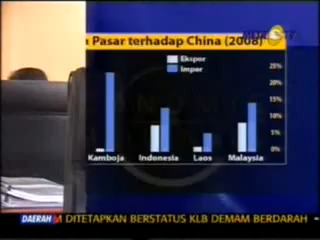 Pasar terhadap China (2008)
Ekspor
Impor
25%
20%
15%
10%
5%
0%
Kamboja Indonesia Laos Malaysia
DAERAH DITETAPKAN BERSTATUS KLB DEMAM BERDARAH -